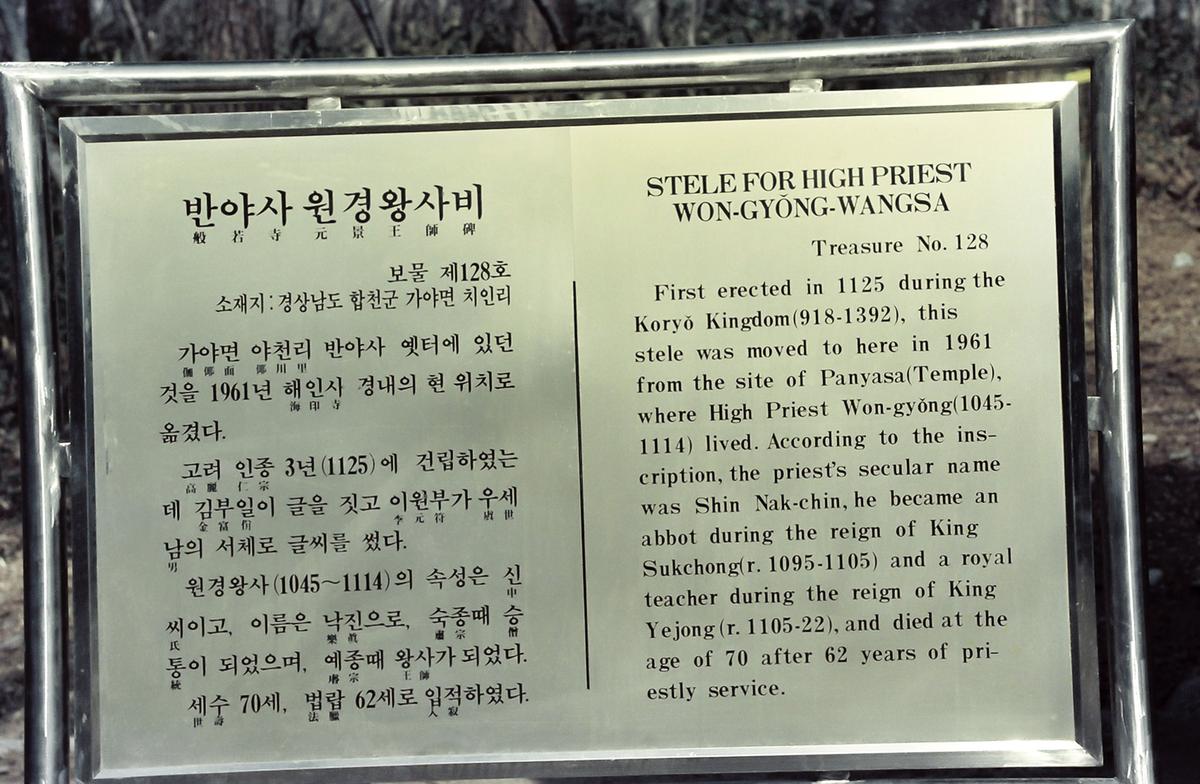 반야사 원경왕사비
般若寺元景王師碑
보물 제128호
소재지:경상남도 합천군 가야면 치인리
가야면 야천리 반야사 옛터에 있던
伽倻面 倻川里
것을 1961년 해인사 경내의 현 위치로
海印寺
옮겼다.
고려 인종 3년(1125)에 건립하였는
高麗 仁宗
데 김부일이 글을 짓고 이원부가 우세
金富佾 李元符 虞世
남의 서체로 글씨를 썼다.
男
원경왕사(1045~1114)의 속성은 신
申
씨이고, 이름은 낙진으로, 숙종때 승
氏 樂眞 肅宗 僧
통이 되었으며, 예종때 왕사가 되었다.
統 睿宗 王師
세수 70세, 법랍 62세로 입적하였다.
世壽 法臘 入寂
STELE FOR HIGH PRIEST
WON-GYŎNG-WANGSA
Treasure No. 128
First erected in 1125 during the
Koryŏ Kingdom(918-1392), this
stele was moved to here in 1961
from the site of Panyasa(Temple),
where High Priest Won-gyŏng(1045-
1114) lived. According to the ins-
cription, the priest's secular name
was Shin Nak-chin, he became an
abbot during the reign of King
Sukchong(r. 1095-1105) and a royal
teacher during the reign of King
Yejong(r. 1105-22), and died at the
age of 70 after 62 years of pri-
estly service.